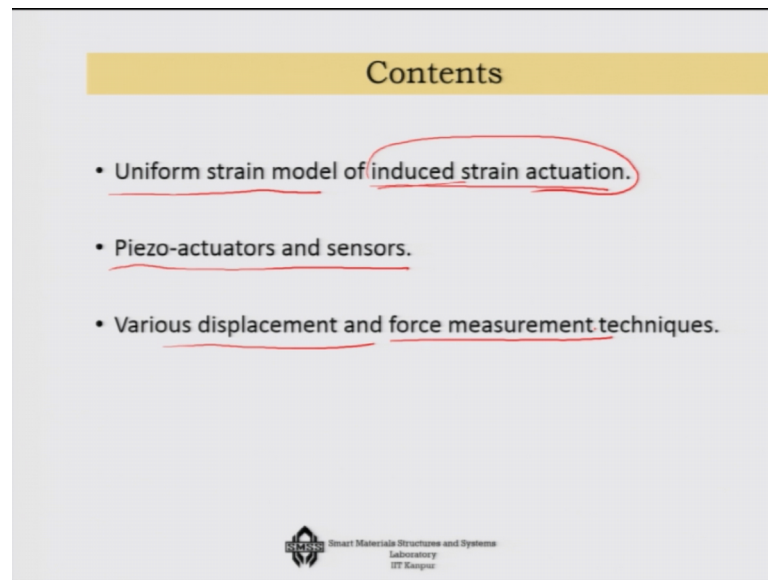 Contents
• Uniform strain model of induced strain actuation.
• Piezo-actuators and sensors.
• Various displacement and force measurement techniques.
SMSS
Smart Materials Structures and Systems
Laboratory
IIT Kanpur